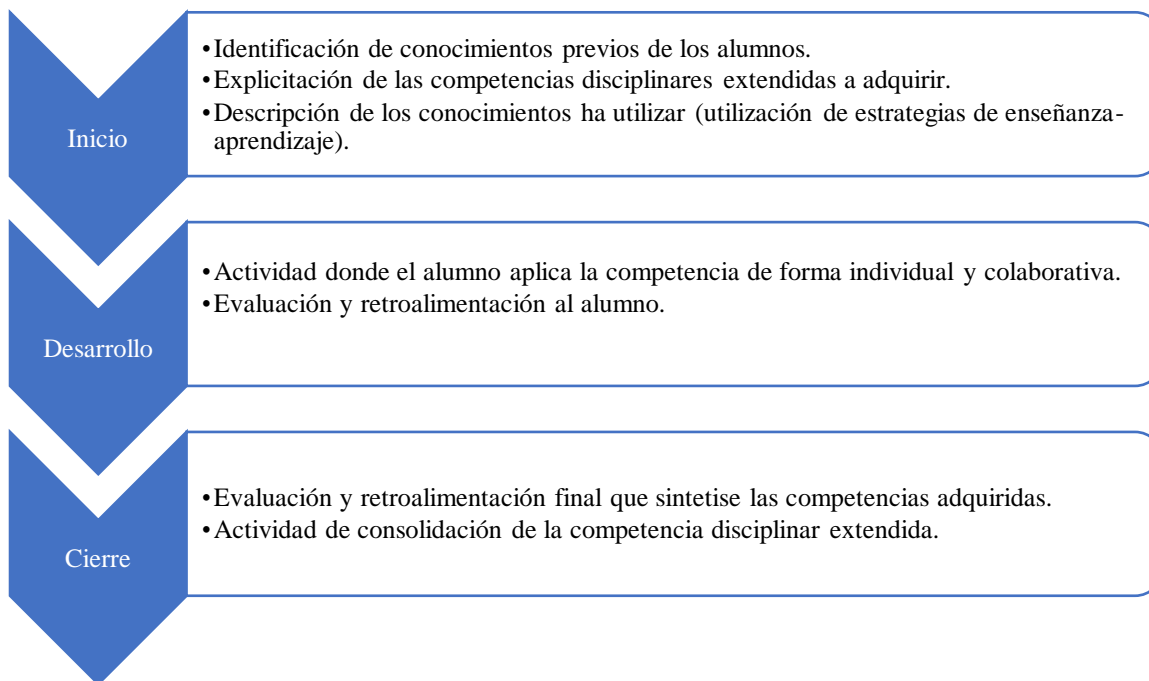 Inicio
•Identificación de conocimientos previos de los alumnos.
•Explicitación de las competencias disciplinares extendidas a adquirir.
•Descripción de los conocimientos ha utilizar (utilización de estrategias de enseñanza-
aprendizaje).
Desarrollo
•Actividad donde el alumno aplica la competencia de forma individual y colaborativa.
•Evaluación y retroalimentación al alumno.
Cierre
•Evaluación y retroalimentación final que sintetise las competencias adquiridas.
•Actividad de consolidación de la competencia disciplinar extendida.